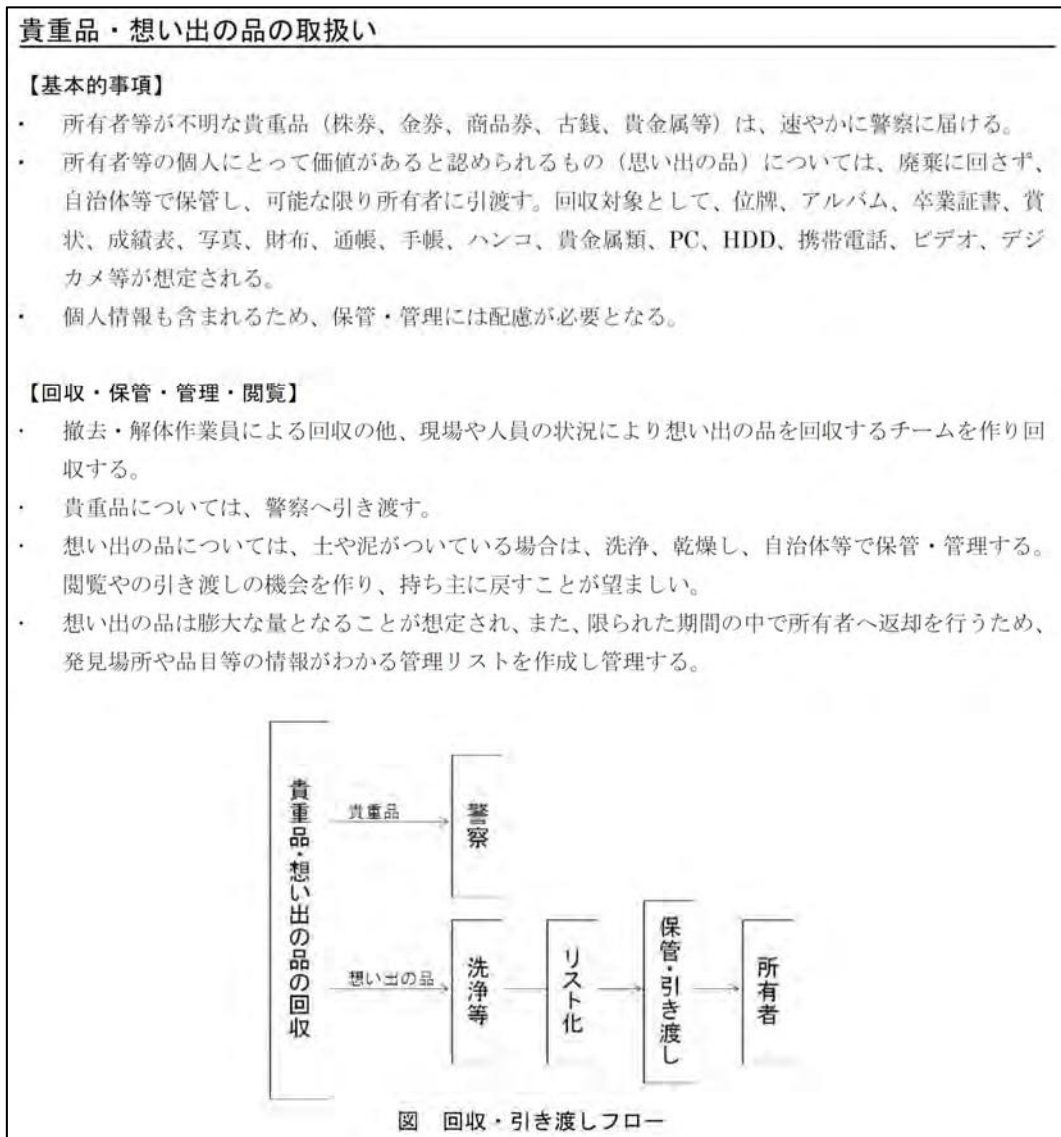 貴重品・想い出の品の取扱い
【基本的事項】
・ 所有者等が不明な貴重品（株券、金券、商品券、古銭、貴金属等）は、速やかに警察に届ける。
・ 所有者等の個人にとって価値があると認められるもの（思い出の品）については、廃棄に回さず、
自治体等で保管し、可能な限り所有者に引渡す。回収対象として、位牌、アルバム、卒業証書、賞
状、成績表、写真、財布、通帳、手帳、ハンコ、貴金属類、PC、HDD、携帯電話、ビデオ、デジ
カメ等が想定される。
・ 個人情報も含まれるため、保管・管理には配慮が必要となる。
【回収・保管・管理・閲覧】
・ 撤去・解体作業員による回収の他、現場や人員の状況により想い出の品を回収するチームを作り回
収する。
・ 貴重品については、警察へ引き渡す。
・ 想い出の品については、土や泥がついている場合は、洗浄、乾燥し、自治体等で保管・管理する。
閲覧やの引き渡しの機会を作り、持ち主に戻すことが望ましい。
・ 想い出の品は膨大な量となることが想定され、また、限られた期間の中で所有者へ返却を行うため、
発見場所や品目等の情報がわかる管理リストを作成し管理する。
貴重品・想い出の品の回収
貴重品
警察
想い出の品
洗浄等
リスト化
保管・引き渡し
所有者
図 回収・引き渡しフロー